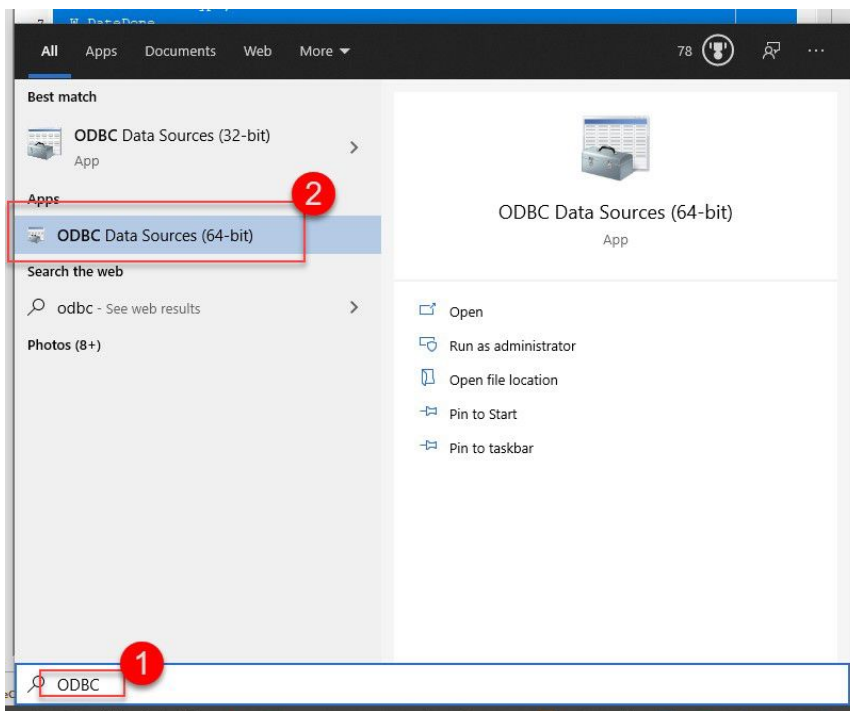 7
DateDone
All Apps Documents Web More 78 ...
Best match
ODBC Data Sources (32-bit)
App
Apps
2
ODBC Data Sources (64-bit)
Search the web
odbc - See web results
Photos (8+)
ODBC Data Sources (64-bit)
App
Open
Run as administrator
Open file location
Pin to Start
Pin to taskbar
1
ODBC